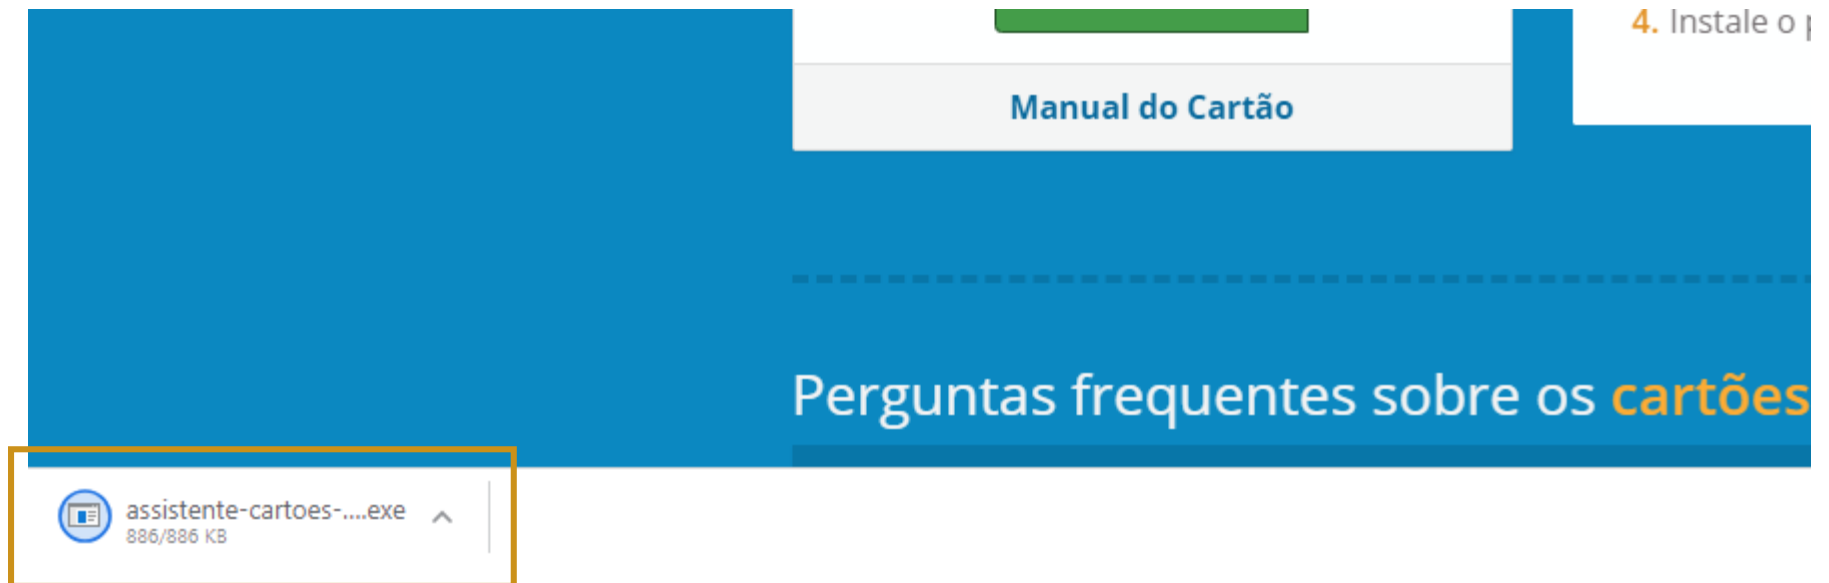 4. Instale o
Manual do Cartão
Perguntas frequentes sobre os cartões
assistente-cartoes-....exe
886/886 KB